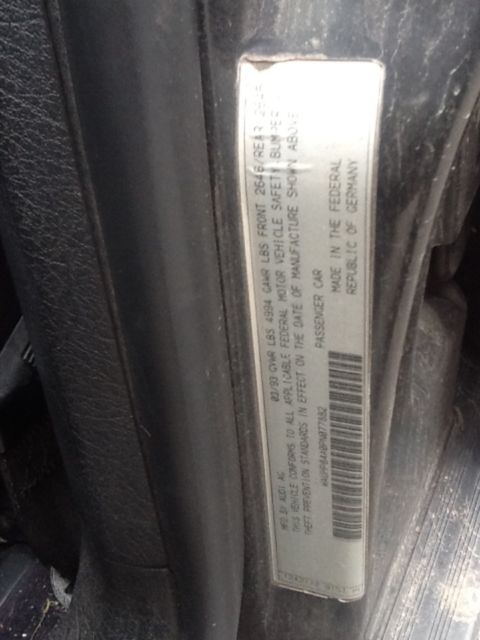 MFD.BY AUDI AG 03/93 GVWR LBS 4994 GAWR LBS FRONT 2646/REAR
THIS VEHICLE CONFORMS TO ALL APPLICABLE FEDERAL MOTOR VEHICLE SAFETY, BUMPER
THEFT PREVENTION STANDARDS IN EFFECT ON THE DATE OF MANUFACTURE SHOWN ABOVE
PASSENGER CAR
MADE IN THE FEDERAL
REPUBLIC OF GERMANY